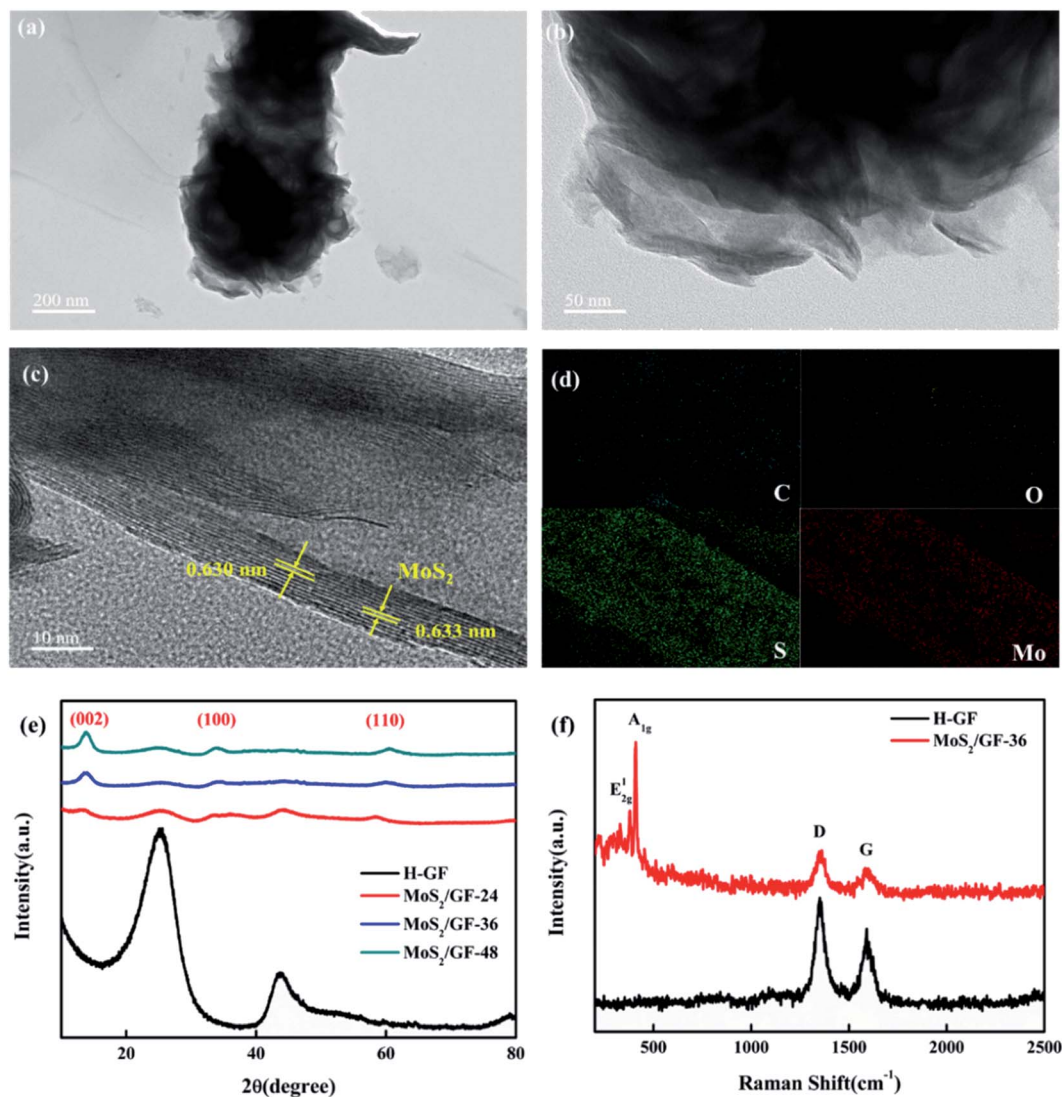 (a)
200 nm
(b)
50 nm
(c)
0.630 nm
MoS₂
0.633 nm
10 nm
(d)
C
O
S
Mo
(e)
(002)
(100)
(110)
H-GF
MoS₂/GF-24
MoS₂/GF-36
MoS₂/GF-48
Intensity(a.u.)
20
40
60
80
2θ(degree)
(f)
A₁g
E¹₂g
D
G
H-GF
MoS₂/GF-36
Intensity(a.u.)
500
1000
1500
2000
2500
Raman Shift(cm⁻¹)